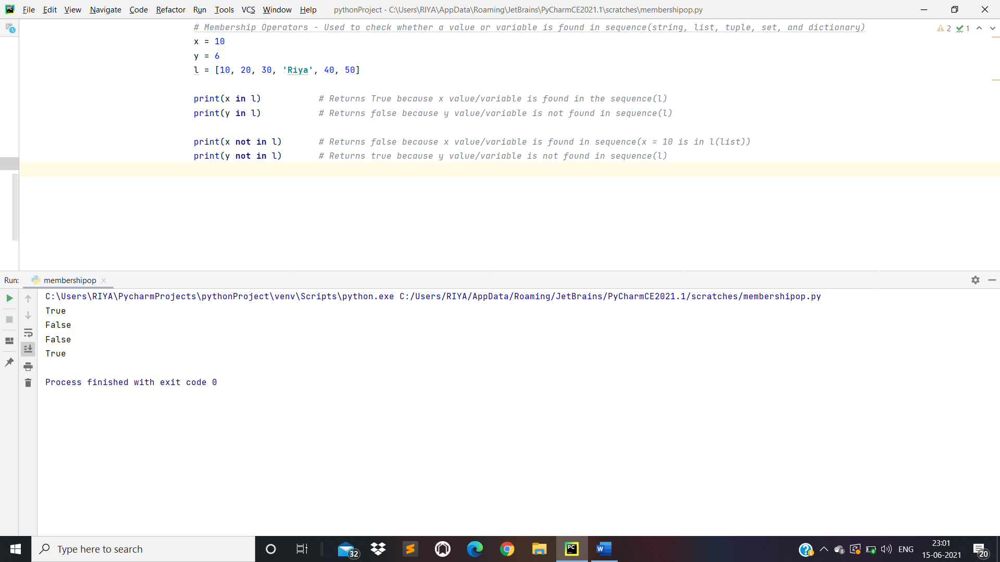 PC File Edit View Navigate Code Refactor Run Tools VCS Window Help pythonProject - C:\Users\RIYA\AppData\Roaming\JetBrains\PyCharmCE2021.1\scratches\membershipop.py
# Membership Operators - Used to check whether a value or variable is found in sequence(string, list, tuple, set, and dictionary)
2 1
x = 10
y = 6
l = [10, 20, 30, 'Riya', 40, 50]
print(x in l) # Returns True because x value/variable is found in the sequence(l)
print(y in l) # Returns false because y value/variable is not found in sequence(l)
print(x not in l) # Returns false because x value/variable is found in sequence(x = 10 is in l(list))
print(y not in l) # Returns true because y value/variable is not found in sequence(l)
Run: membershipop
C:\Users\RIYA\PycharmProjects\pythonProject\venv\Scripts\python.exe C:/Users/RIYA/AppData/Roaming/JetBrains/PyCharmCE2021.1/scratches/membershipop.py
True
False
False
True
Process finished with exit code 0
Type here to search
32
PC
W
ENG
23:01
15-06-2021
20